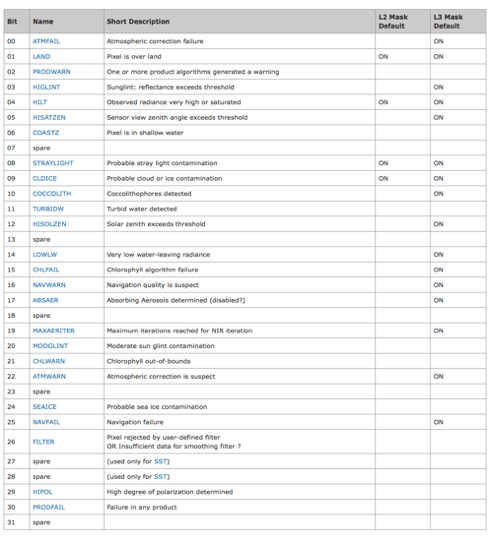 Bit Name Short Description L2 Mask Default L3 Mask Default
00 ATMFAIL Atmospheric correction failure ON
01 LAND Pixel is over land ON ON
02 PRODWARN One or more product algorithms generated a warning
03 HIGLINT Sunglint: reflectance exceeds threshold ON
04 HILT Observed radiance very high or saturated ON ON
05 HISATZEN Sensor view zenith angle exceeds threshold ON
06 COASTZ Pixel is in shallow water
07 spare
08 STRAYLIGHT Probable stray light contamination ON ON
09 CLDICE Probable cloud or ice contamination ON ON
10 COCCOLITH Coccolithophores detected ON
11 TURBIDW Turbid water detected
12 HISOLZEN Solar zenith exceeds threshold ON
13 spare
14 LOWLW Very low water-leaving radiance ON
15 CHLFAIL Chlorophyll algorithm failure ON
16 NAVWARN Navigation quality is suspect ON
17 ABSAER Absorbing Aerosols determined (disabled?) ON
18 spare
19 MAXAERITER Maximum iterations reached for NIR iteration ON
20 MODGLINT Moderate sun glint contamination
21 CHLWARN Chlorophyll out-of-bounds
22 ATMWARN Atmospheric correction is suspect ON
23 spare
24 SEAICE Probable sea ice contamination
25 NAVFAIL Navigation failure ON
26 FILTER Pixel rejected by user-defined filter
OR Insufficient data for smoothing filter ?
27 spare (used only for SST)
28 spare (used only for SST)
29 HIPOL High degree of polarization determined
30 PRODFAIL Failure in any product
31 spare